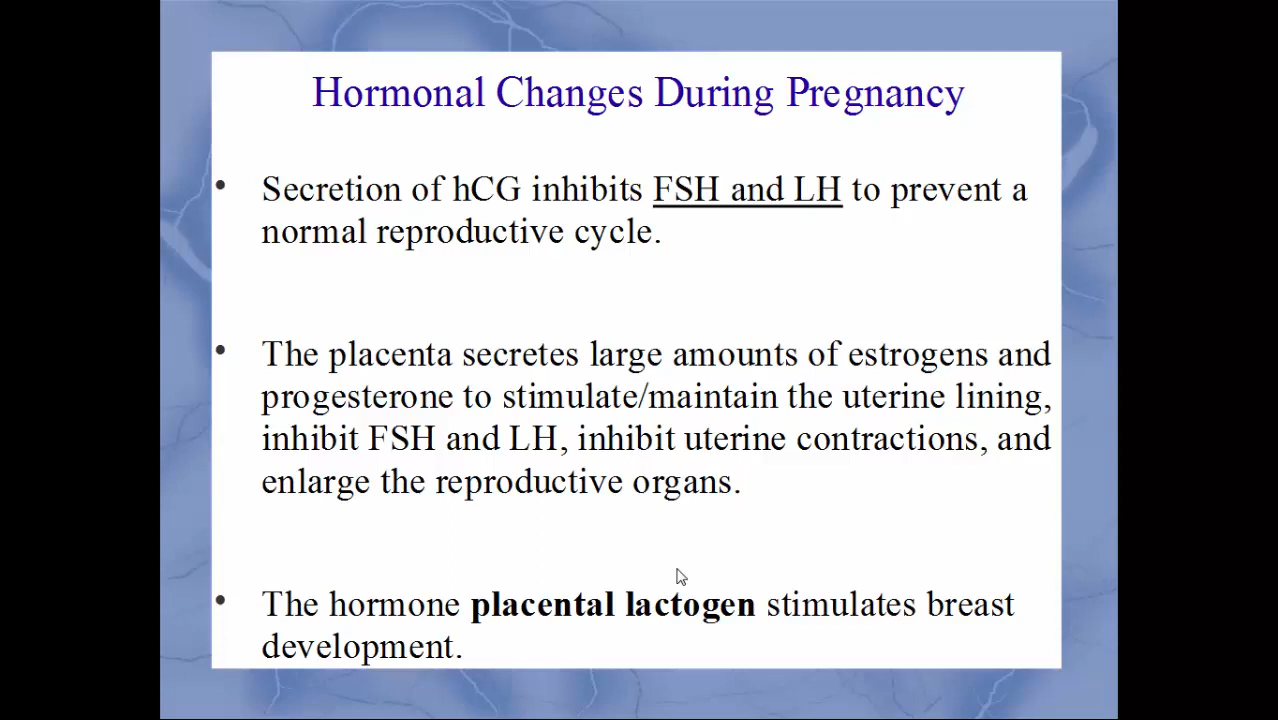 Hormonal Changes During Pregnancy
• Secretion of hCG inhibits FSH and LH to prevent a
normal reproductive cycle.
• The placenta secretes large amounts of estrogens and
progesterone to stimulate/maintain the uterine lining,
inhibit FSH and LH, inhibit uterine contractions, and
enlarge the reproductive organs.
• The hormone placental lactogen stimulates breast
development.